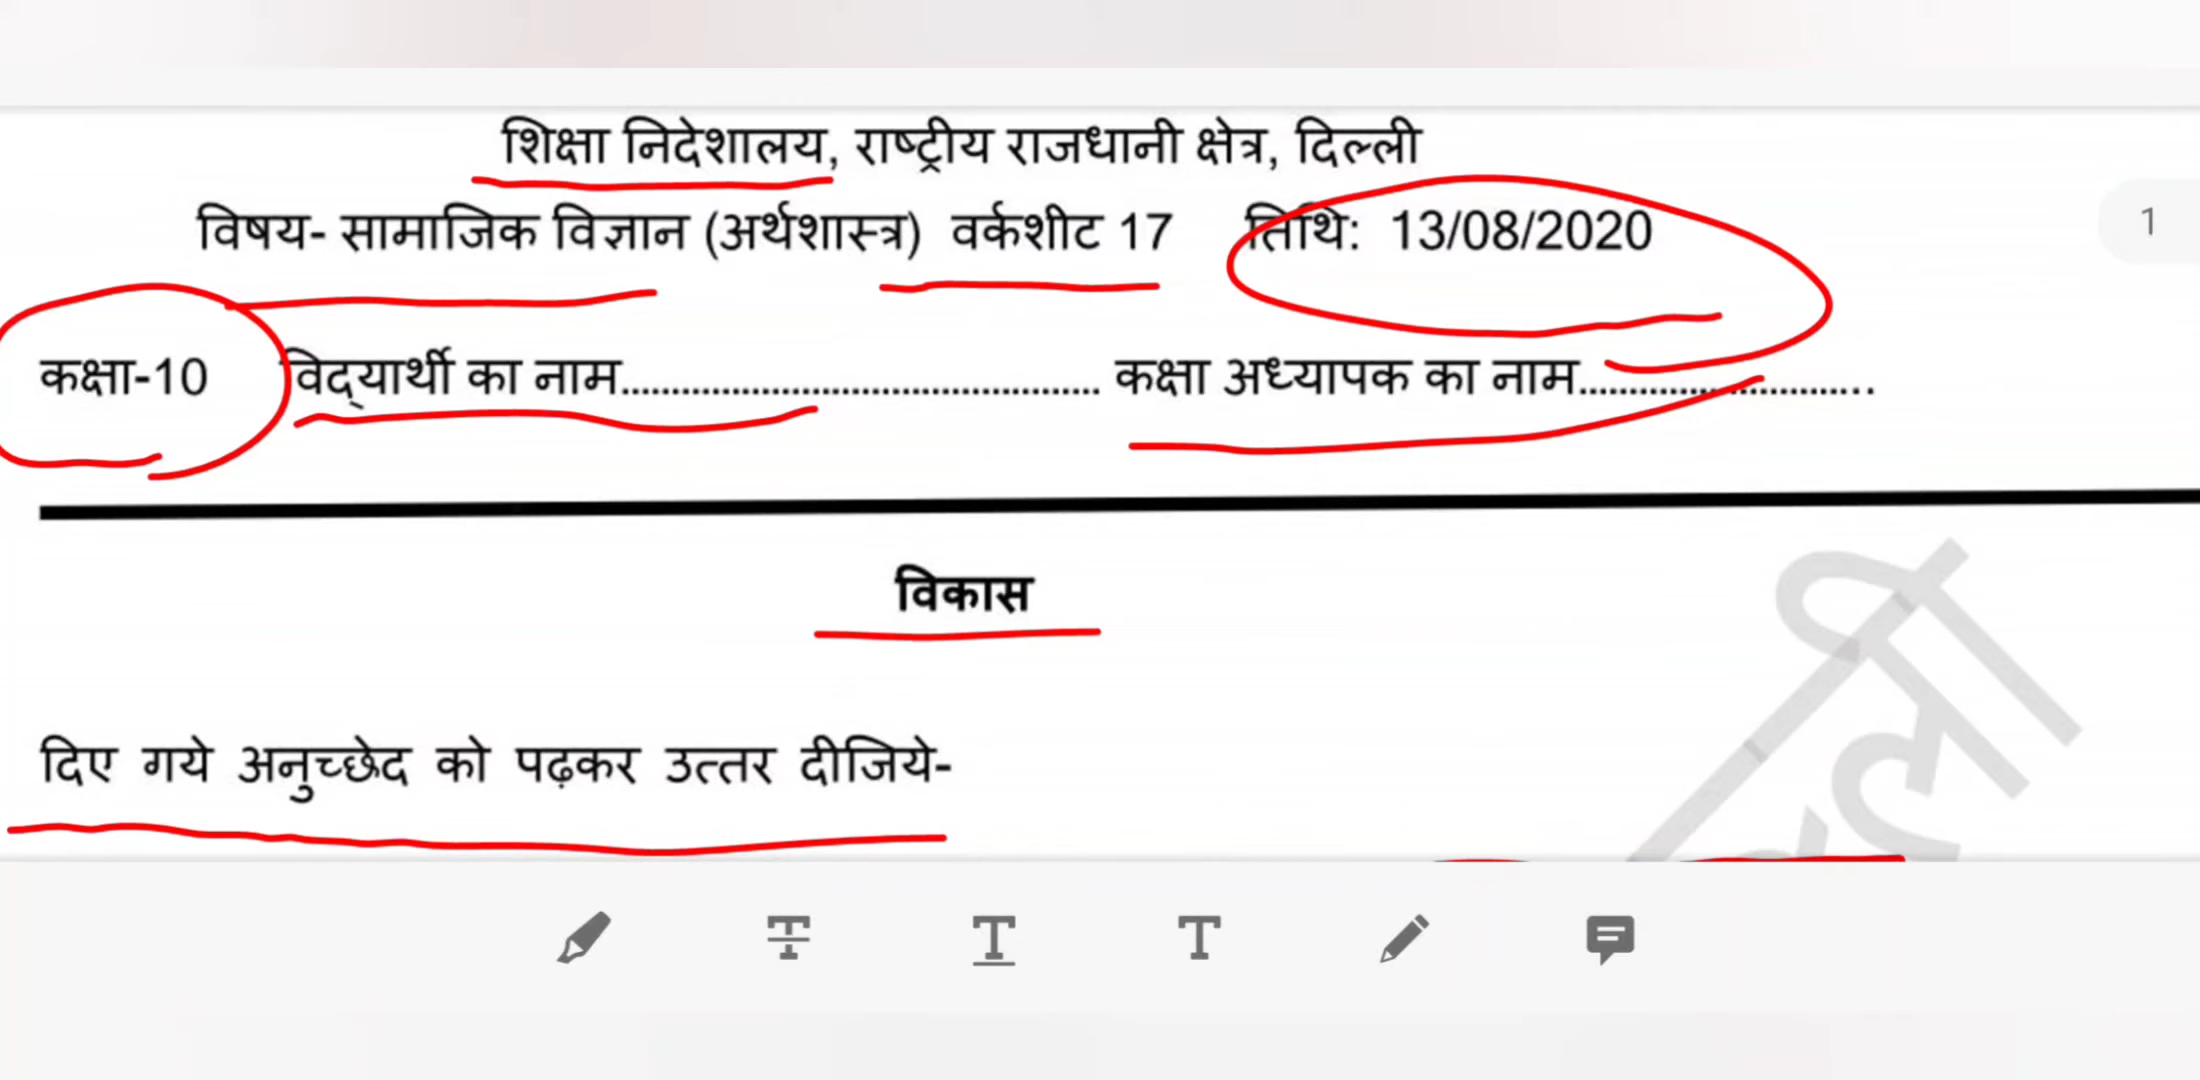 शिक्षा निदेशालय, राष्ट्रीय राजधानी क्षेत्र, दिल्ली
विषय- सामाजिक विज्ञान (अर्थशास्त्र) वर्कशीट 17 तिथि: 13/08/2020
1
कक्षा-10 विद्यार्थी का नाम................................................ कक्षा अध्यापक का नाम..............................
विकास
दिए गये अनुच्छेद को पढ़कर उत्तर दीजिये-